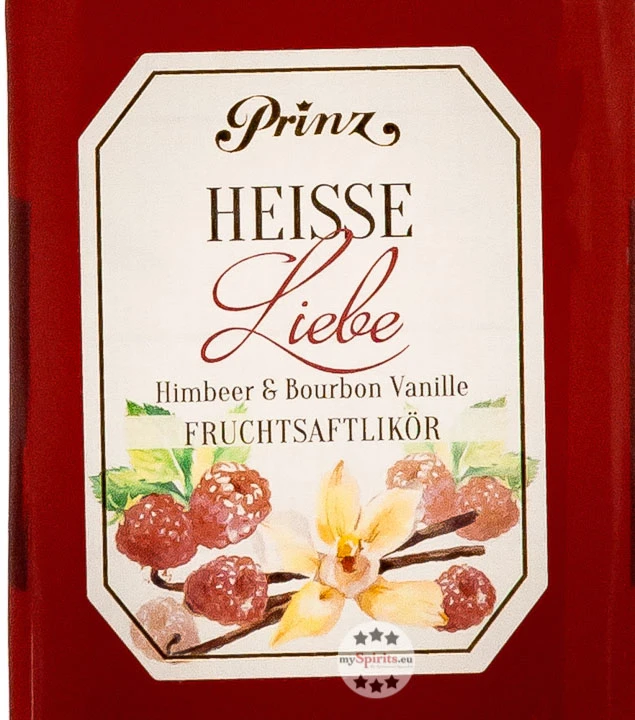 Prinz
HEISSE
Liebe
Himbeer & Bourbon Vanille
FRUCHTSAFTLIKÖR
mySpirits.eu